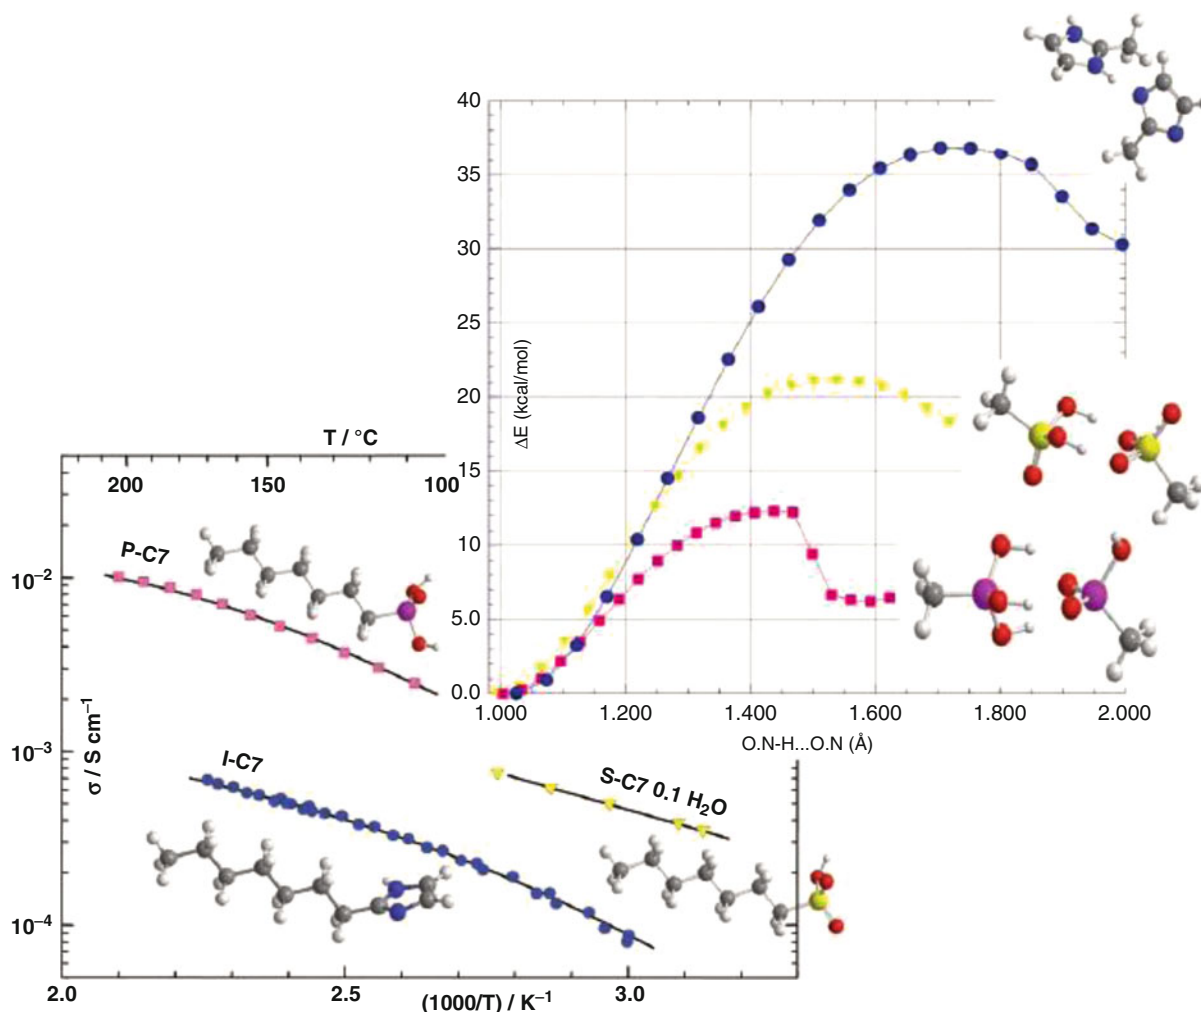 40
35
30
25
20
15
10
5.0
0.0
ΔE (kcal/mol)
1.000 1.200 1.400 1.600 1.800 2.000
O.N-H...O.N (Å)
T / °C
200 150 100
P-C7
10⁻²
10⁻³
10⁻⁴
σ / S cm⁻¹
I-C7
S-C7 0.1 H₂O
2.0 2.5 3.0
(1000/T) / K⁻¹